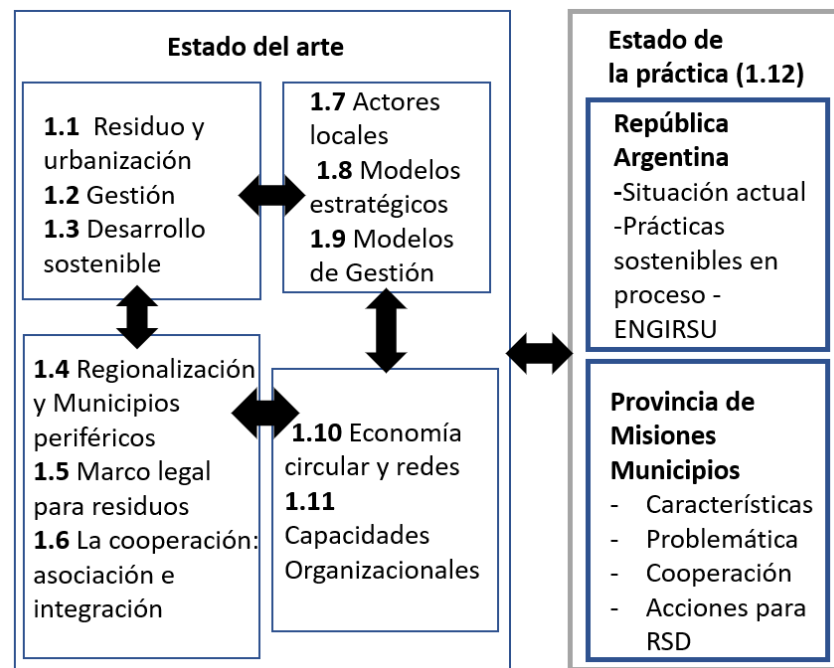 Estado del arte
1.1 Residuo y
urbanización
1.2 Gestión
1.3 Desarrollo
sostenible
1.7 Actores
locales
1.8 Modelos
estratégicos
1.9 Modelos
de Gestión
1.4 Regionalización
y Municipios
periféricos
1.5 Marco legal
para residuos
1.6 La cooperación:
asociación e
integración
1.10 Economía
circular y redes
1.11
Capacidades
Organizacionales
Estado de
la práctica (1.12)
República
Argentina
-Situación actual
-Prácticas
sostenibles en
proceso -
ENGIRSU
Provincia de
Misiones
Municipios
- Características
- Problemática
- Cooperación
- Acciones para
RSD